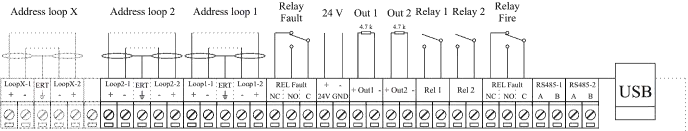 Address loop X Address loop 2 Address loop 1 Relay Fault 24 V Out 1 Out 2 Relay 1 Relay 2 Relay Fire
4.7 k 4.7 k
LoopX-1 ERT LoopX-2 Loop2-1 ERT Loop2-2 Loop1-1 ERT Loop1-2 REL Fault + - + Out1 - + Out2 - Rel 1 Rel 2 REL Fault RS485-1 RS485-2
+ - - + + - - + + - - + NC NO C 24V GND NC NO C A B A B
USB